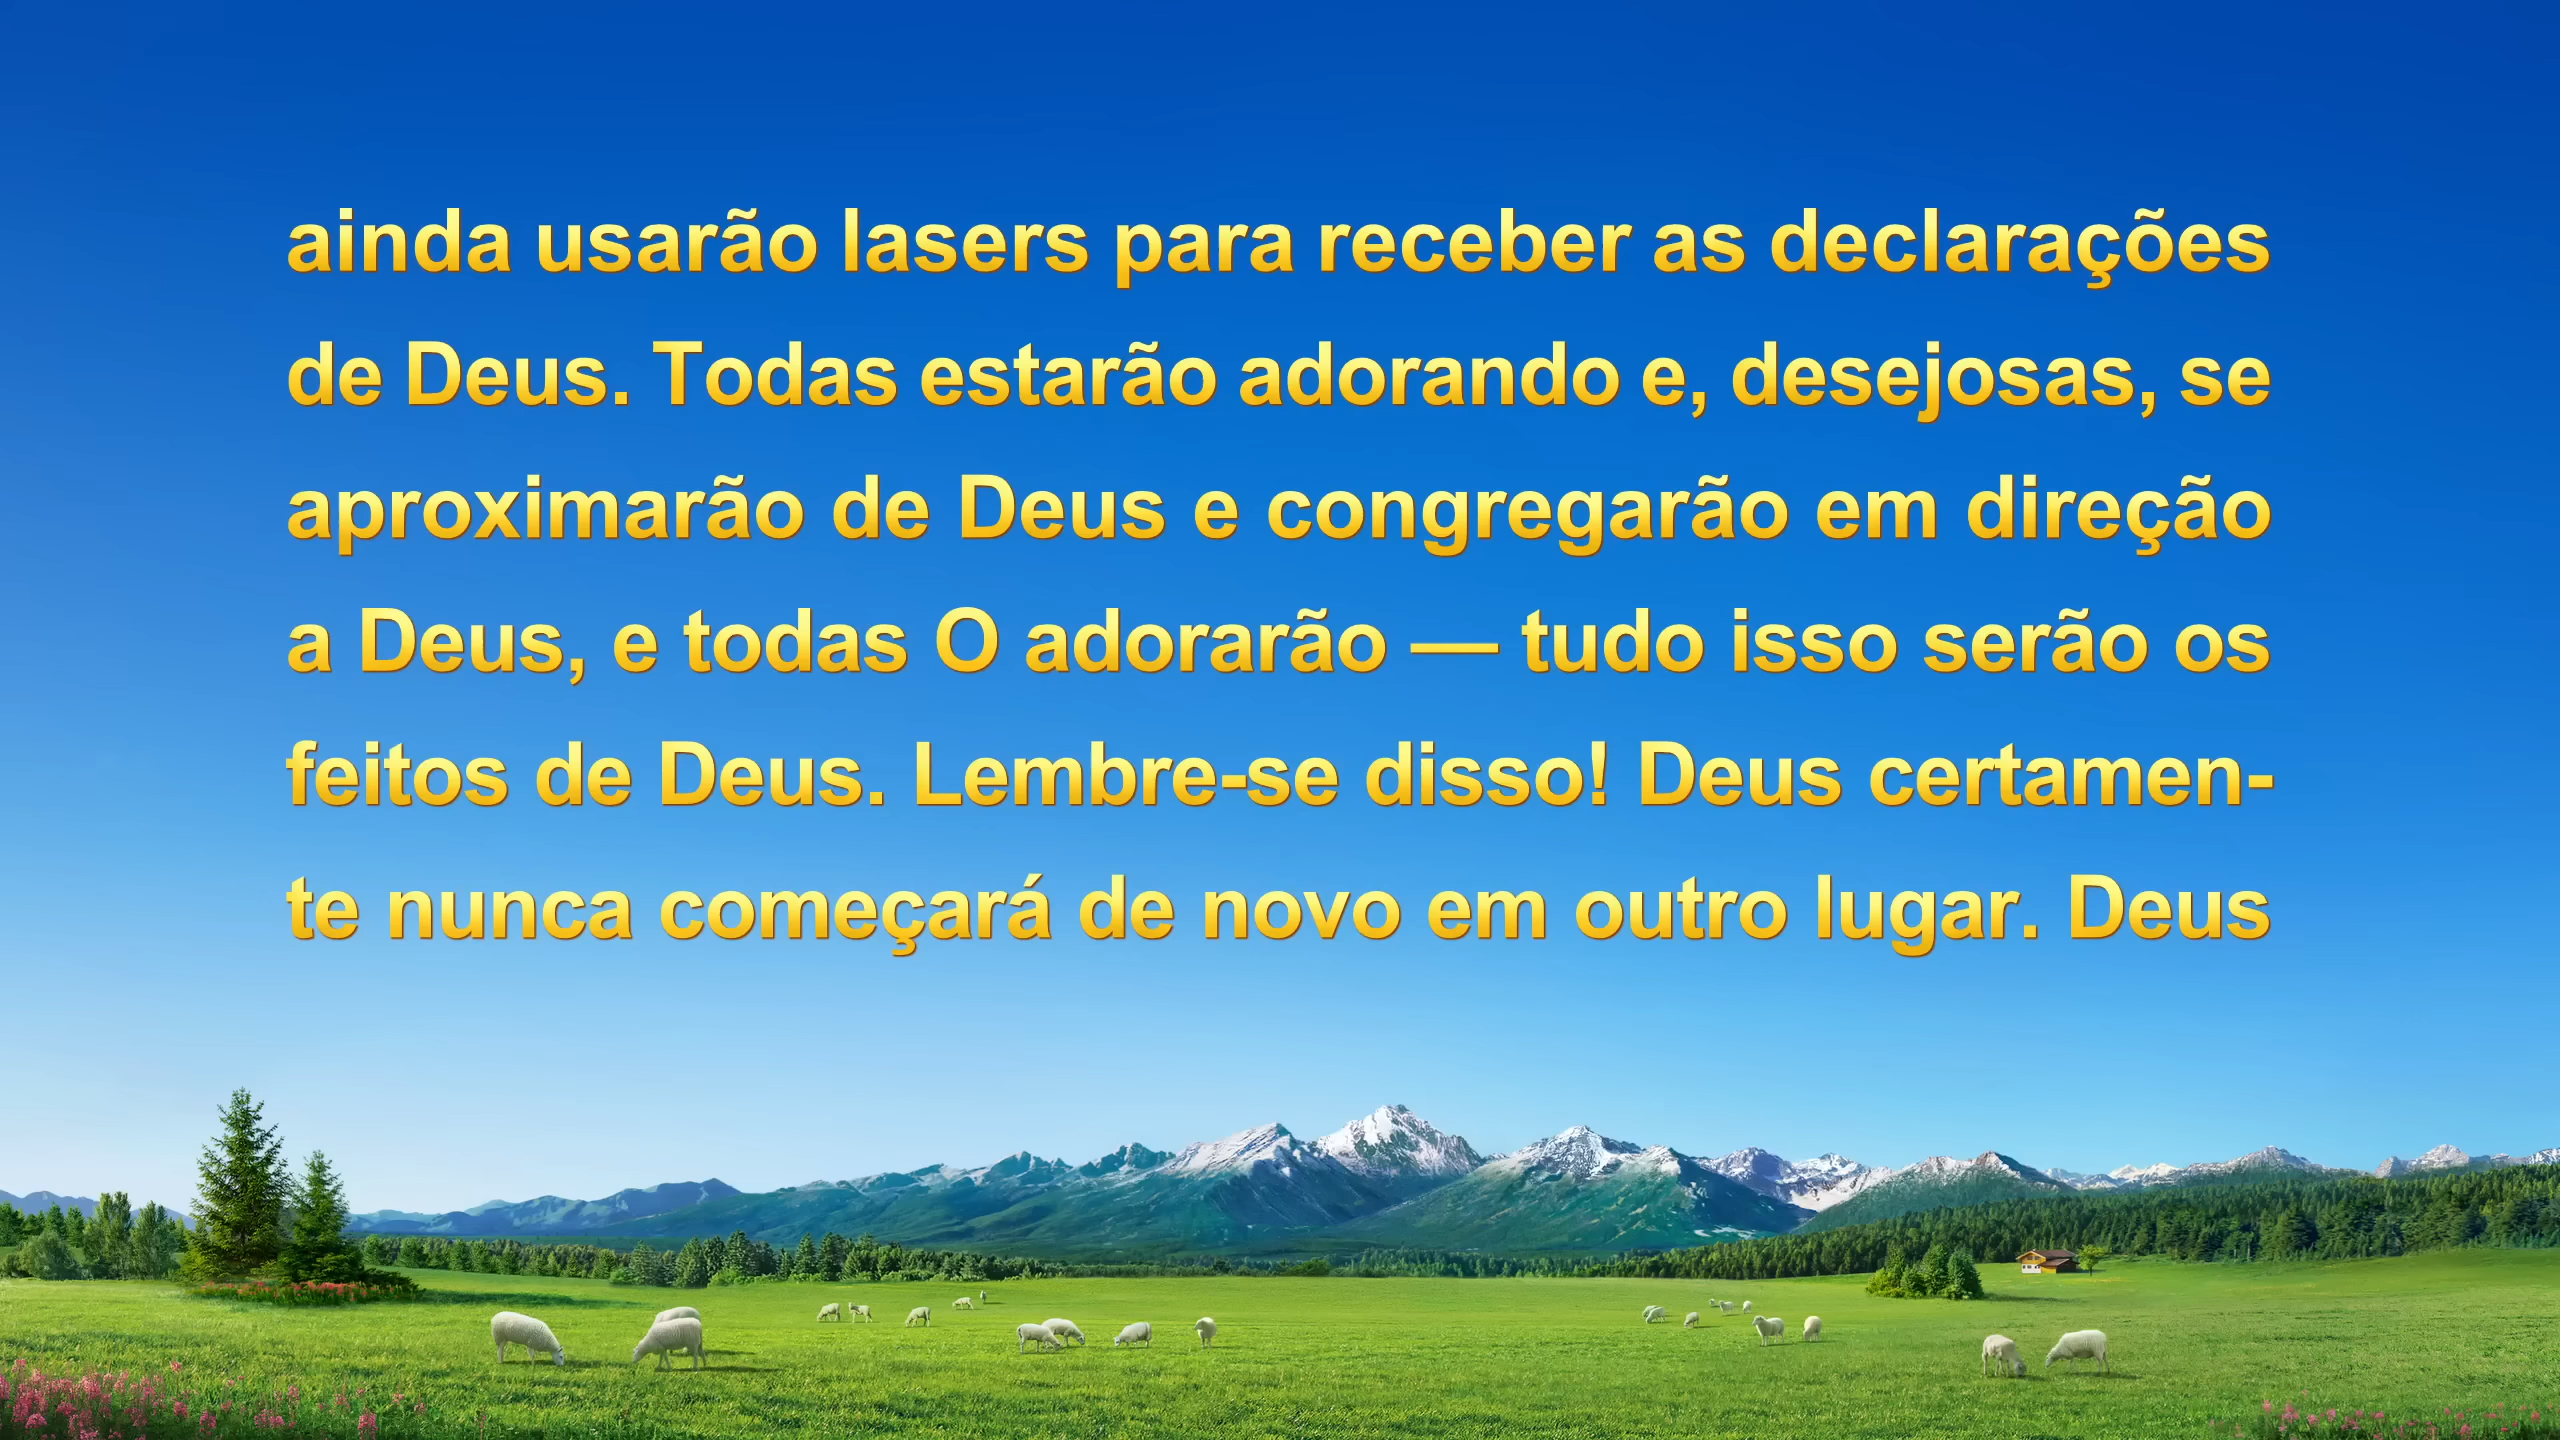 ainda usarão lasers para receber as declarações
de Deus. Todas estarão adorando e, desejosas, se
aproximarão de Deus e congregarão em direção
a Deus, e todas O adorarão — tudo isso serão os
feitos de Deus. Lembre-se disso! Deus certamen-
te nunca começará de novo em outro lugar. Deus